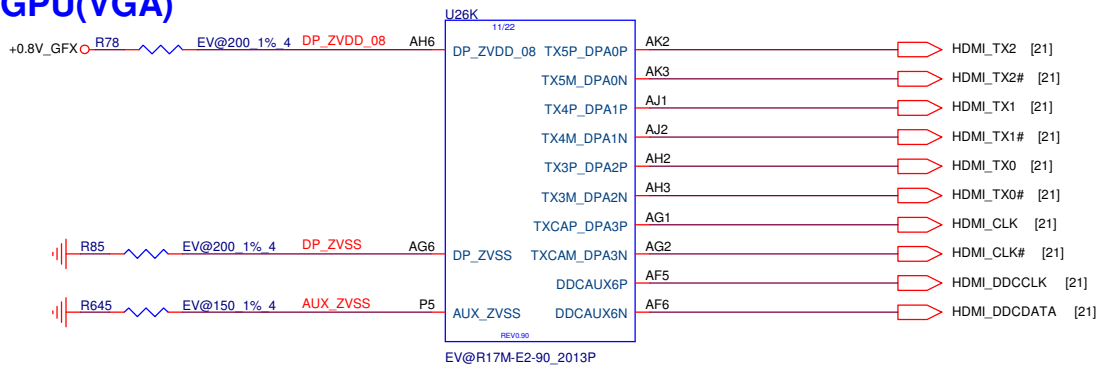 GPU(VGA)
U26K
11/22
+0.8V_GFX R78 EV@200_1%_4 DP_ZVDD_08 AH6 DP_ZVDD_08 TX5P_DPA0P AK2 HDMI_TX2 [21]
TX5M_DPA0N AK3 HDMI_TX2# [21]
TX4P_DPA1P AJ1 HDMI_TX1 [21]
TX4M_DPA1N AJ2 HDMI_TX1# [21]
TX3P_DPA2P AH2 HDMI_TX0 [21]
TX3M_DPA2N AH3 HDMI_TX0# [21]
TXCAP_DPA3P AG1 HDMI_CLK [21]
R85 EV@200_1%_4 DP_ZVSS AG6 DP_ZVSS TXCAM_DPA3N AG2 HDMI_CLK# [21]
DDCAUX6P AF5 HDMI_DDCCLK [21]
R645 EV@150_1%_4 AUX_ZVSS P5 AUX_ZVSS DDCAUX6N AF6 HDMI_DDCDATA [21]
REV0.90
EV@R17M-E2-90_2013P